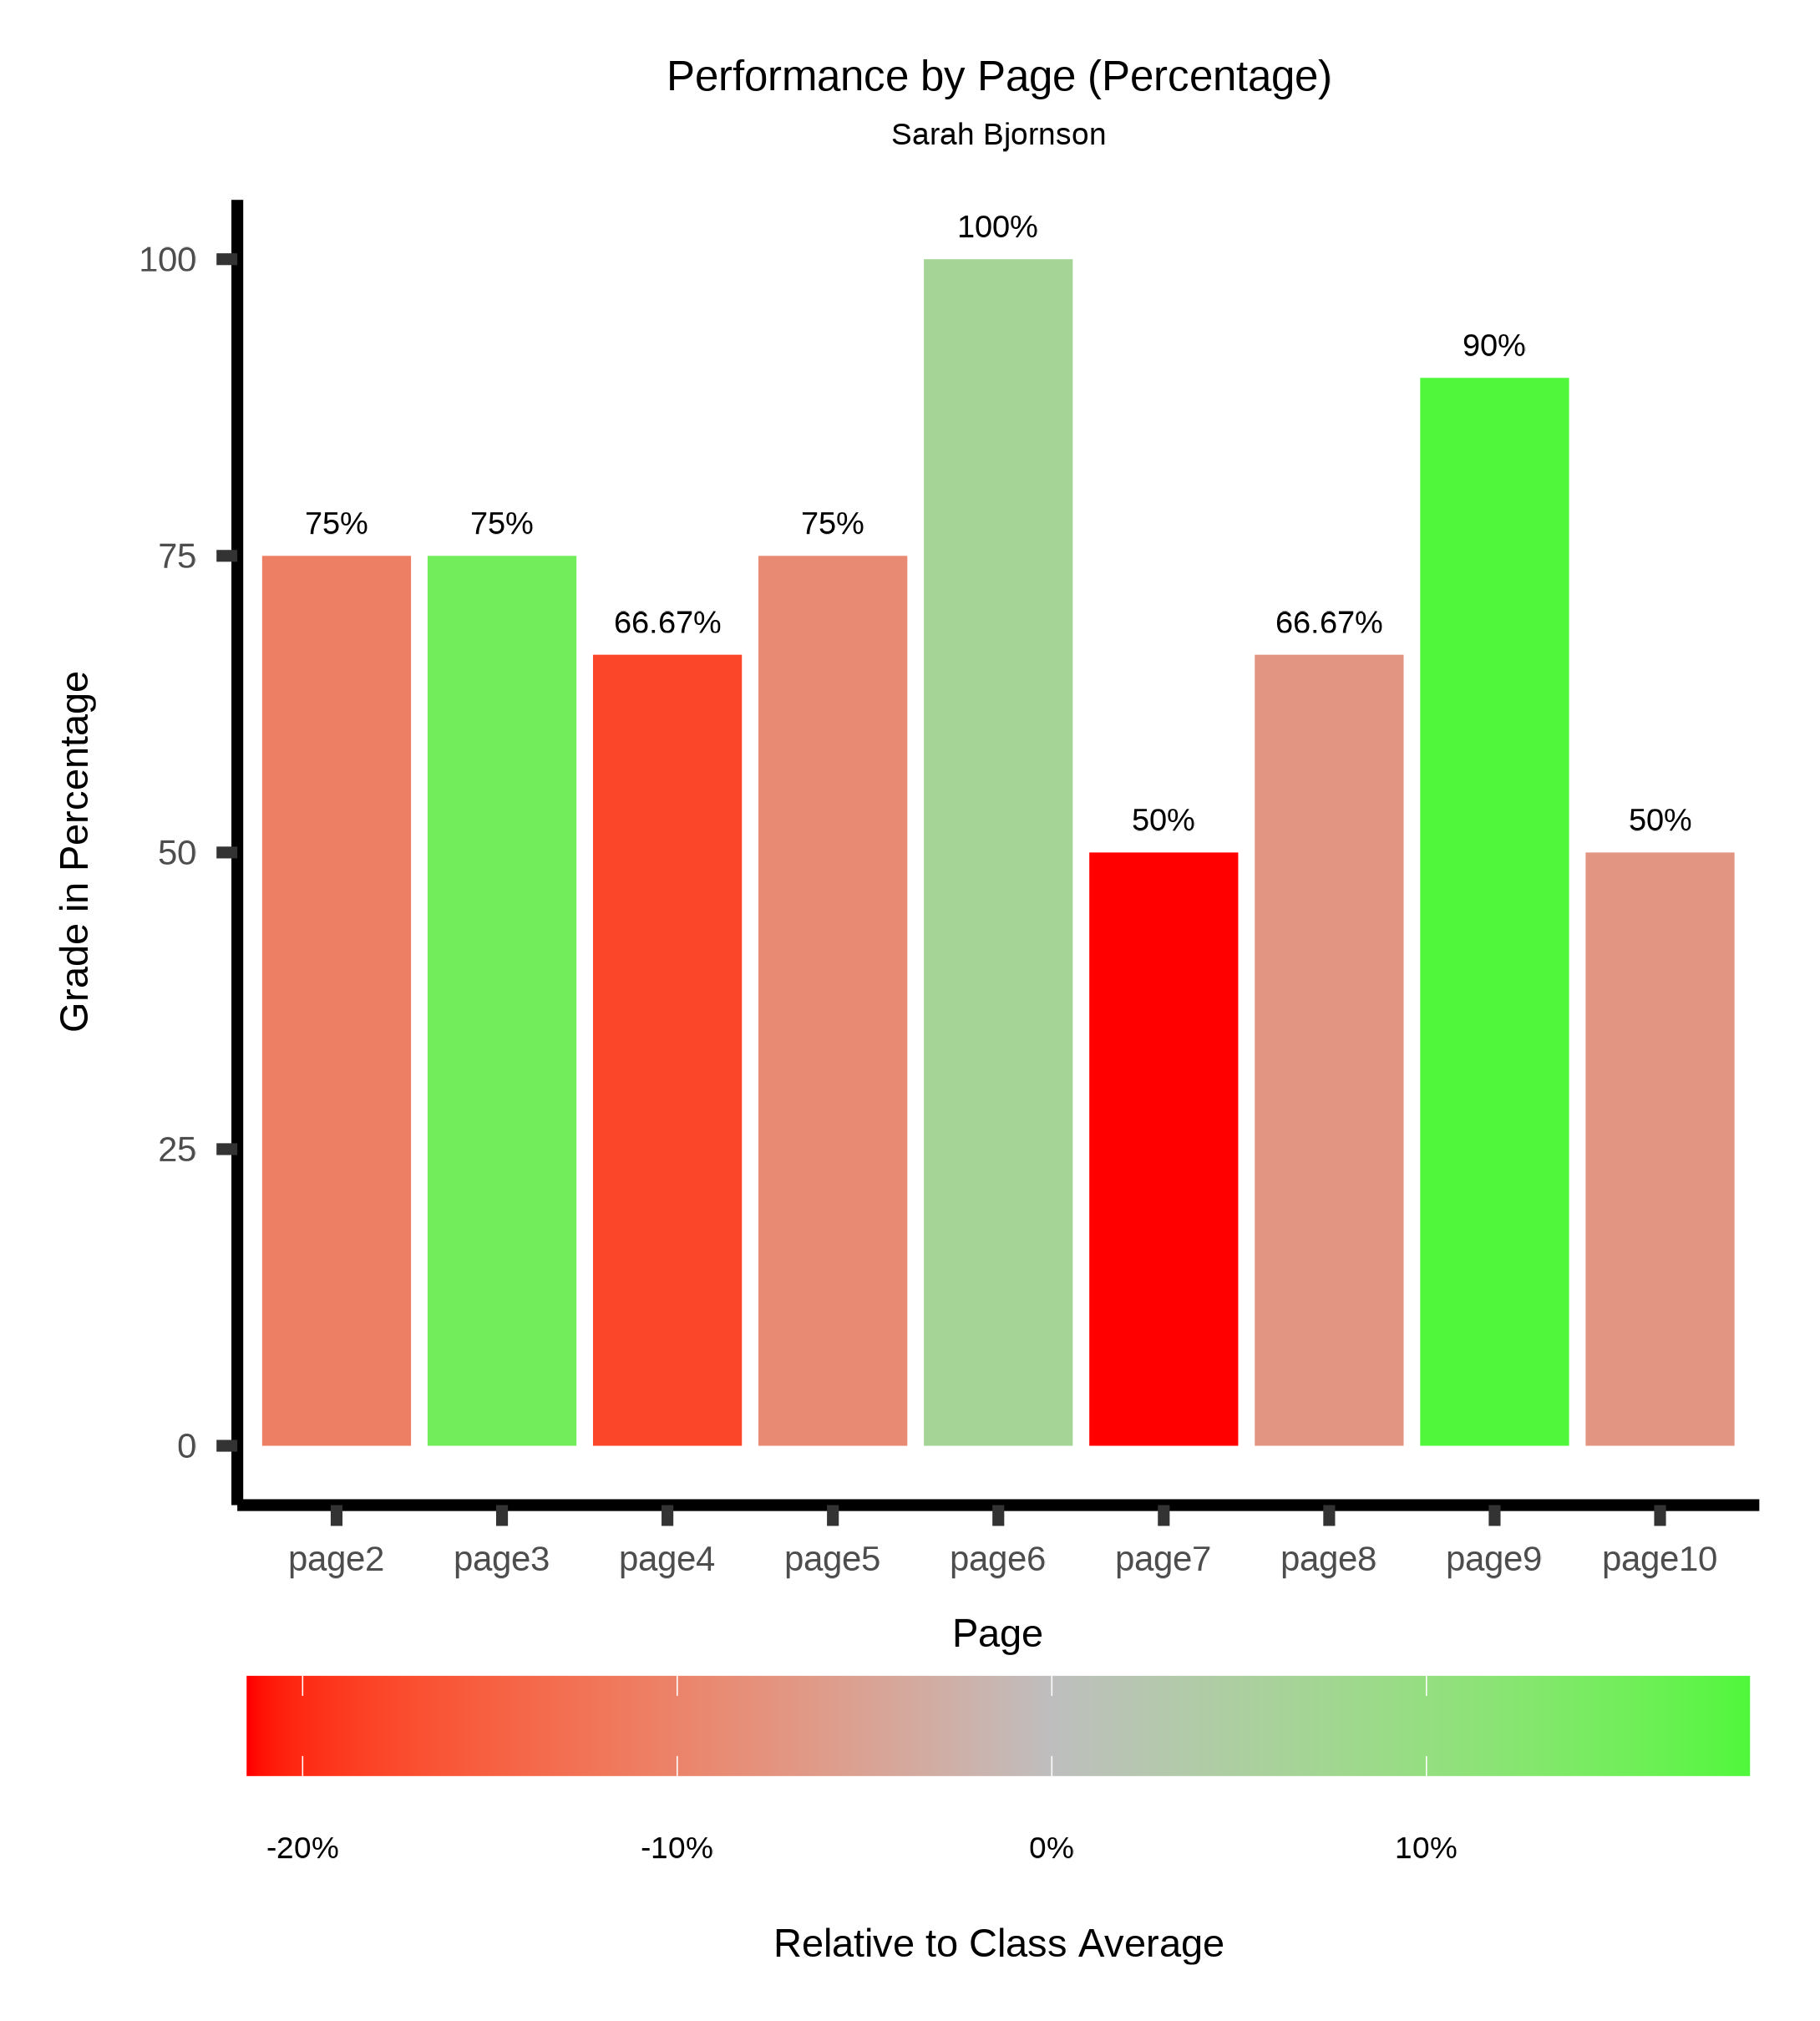 Performance by Page (Percentage)
Sarah Bjornson
Grade in Percentage
100
75
50
25
0
75%
75%
66.67%
75%
100%
50%
66.67%
90%
50%
page2 page3 page4 page5 page6 page7 page8 page9 page10
Page
-20% -10% 0% 10%
Relative to Class Average